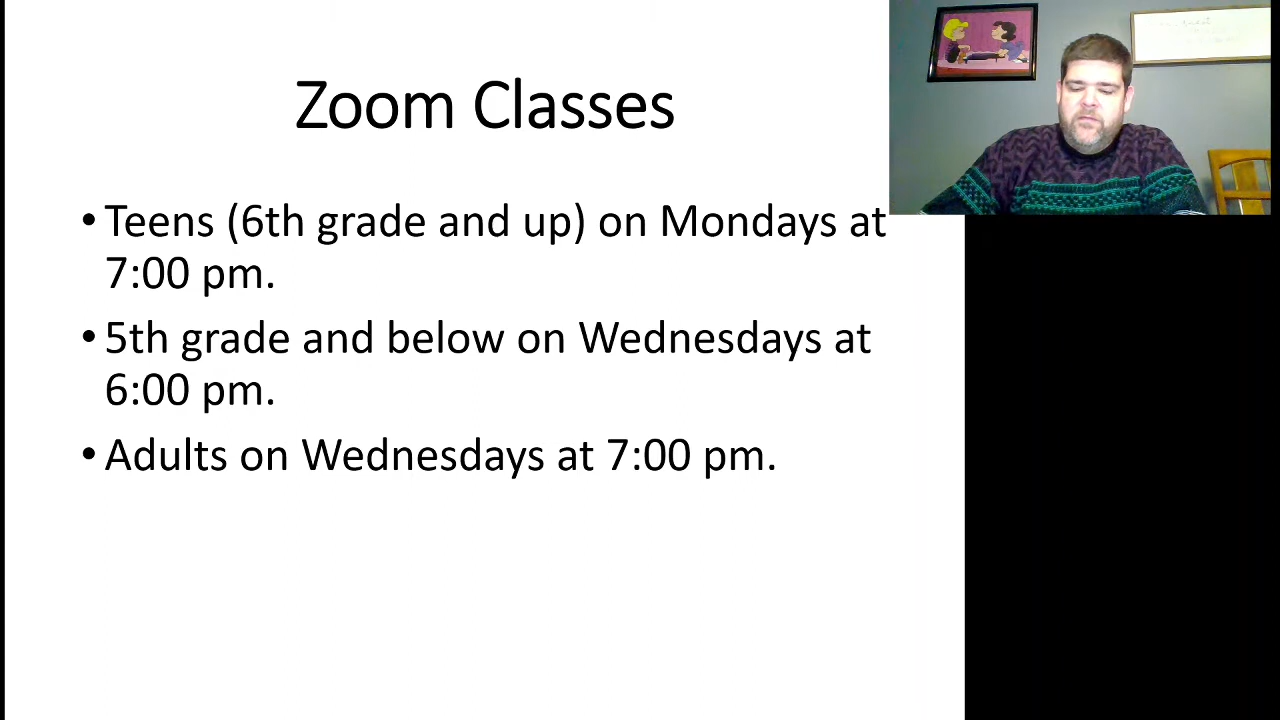 Zoom Classes
•Teens (6th grade and up) on Mondays at
7:00 pm.
•5th grade and below on Wednesdays at
6:00 pm.
•Adults on Wednesdays at 7:00 pm.